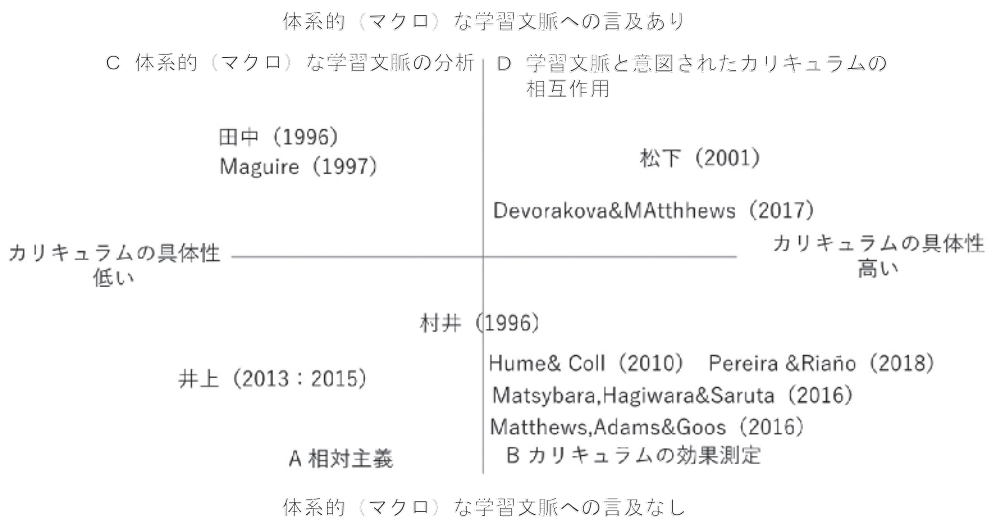 体系的（マクロ）な学習文脈への言及あり
C 体系的（マクロ）な学習文脈の分析
D 学習文脈と意図されたカリキュラムの
相互作用
田中（1996）
Maguire（1997）
松下（2001）
Devorakova&MAtthhews（2017）
カリキュラムの具体性
低い
カリキュラムの具体性
高い
村井（1996）
井上（2013：2015）
Hume& Coll（2010） Pereira &Riaño（2018）
Matsybara,Hagiwara&Saruta（2016）
Matthews,Adams&Goos（2016）
A 相対主義
B カリキュラムの効果測定
体系的（マクロ）な学習文脈への言及なし